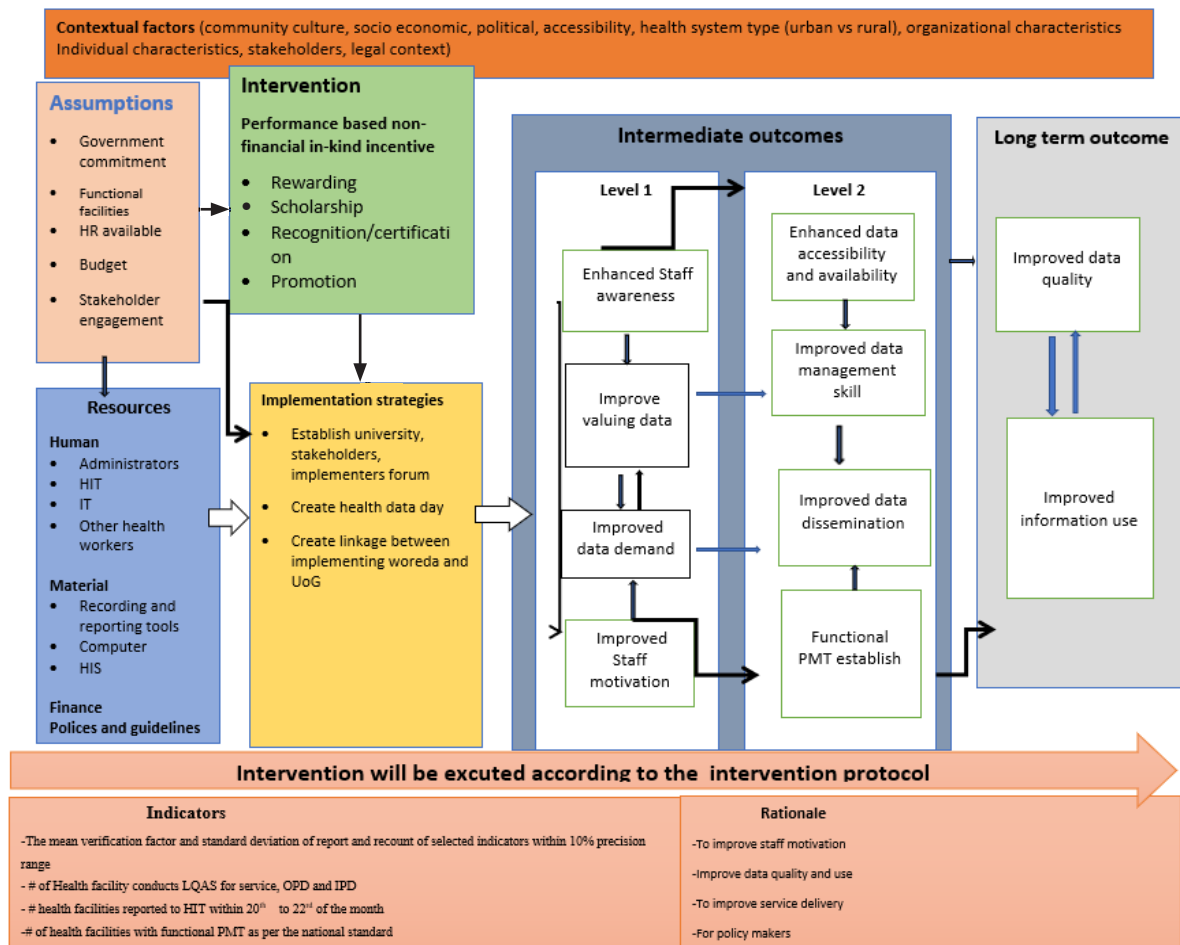 Contextual factors (community culture, socio economic, political, accessibility, health system type (urban vs rural), organizational characteristics
Individual characteristics, stakeholders, legal context)
Assumptions
• Government
commitment
• Functional
facilities
• HR available
• Budget
• Stakeholder
engagement
Intervention
Performance based non-
financial in-kind incentive
• Rewarding
• Scholarship
• Recognition/certificati
on
• Promotion
Resources
Human
• Administrators
• HIT
• IT
• Other health
workers
Material
• Recording and
reporting tools
• Computer
• HIS
Finance
Polices and guidelines
Implementation strategies
• Establish university,
stakeholders,
implementers forum
• Create health data day
• Create linkage between
implementing woreda and
UoG
Intermediate outcomes
Level 1
Enhanced Staff
awareness
Improve
valuing data
Improved
data demand
Improved
Staff
motivation
Level 2
Enhanced data
accessibility
and availability
Improved data
management
skill
Improved data
dissemination
Functional
PMT establish
Long term outcome
Improved data
quality
Improved
information use
Intervention will be excuted according to the intervention protocol
Indicators
-The mean verification factor and standard deviation of report and recount of selected indicators within 10% precision
range
- # of Health facility conducts LQAS for service, OPD and IPD
- # health facilities reported to HIT within 20th to 22nd of the month
-# of health facilities with functional PMT as per the national standard
Rationale
-To improve staff motivation
-Improve data quality and use
-To improve service delivery
-For policy makers